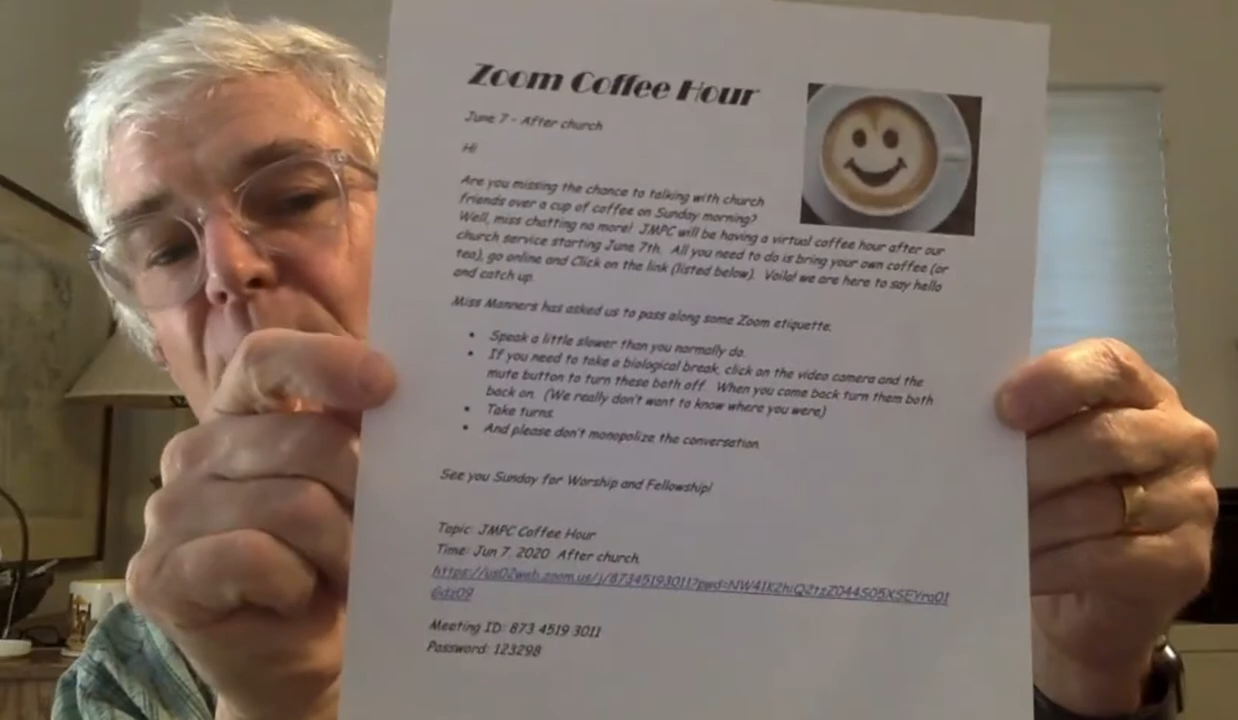 Zoom Coffee Hour
June 7 - After church
Hi
Are you missing the chance to talking with church
friends over a cup of coffee on Sunday morning?
Well, miss chatting no more! JMPC will be having a virtual coffee hour after our
church service starting June 7th. All you need to do is bring your own coffee (or
tea), go online and Click on the link (listed below). Voila! we are here to say hello
and catch up.
Miss Manners has asked us to pass along some Zoom etiquette.
• Speak a little slower than you normally do.
• If you need to take a biological break, click on the video camera and the
mute button to turn these both off. When you come back turn them both
back on. (We really don't want to know where you were)
• Take turns.
• And please don't monopolize the conversation.
See you Sunday for Worship and Fellowship!
Topic: JMPC Coffee Hour
Time: Jun 7, 2020 After church.
Meeting ID: 873 4519 3011
Password: 123298